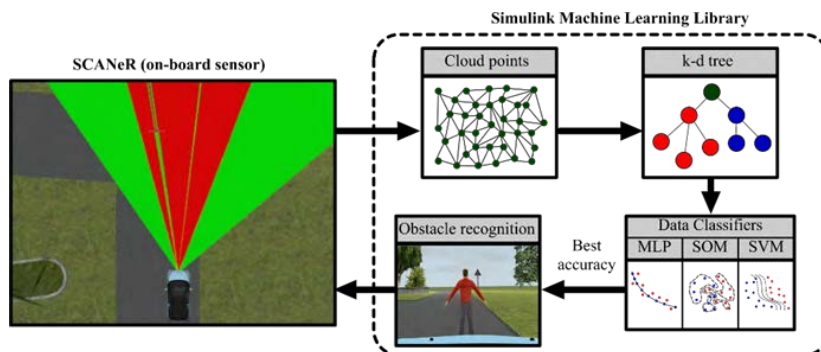 Simulink Machine Learning Library
SCANeR (on-board sensor)
Cloud points
k-d tree
Data Classifiers
MLP SOM SVM
Best
accuracy
Obstacle recognition